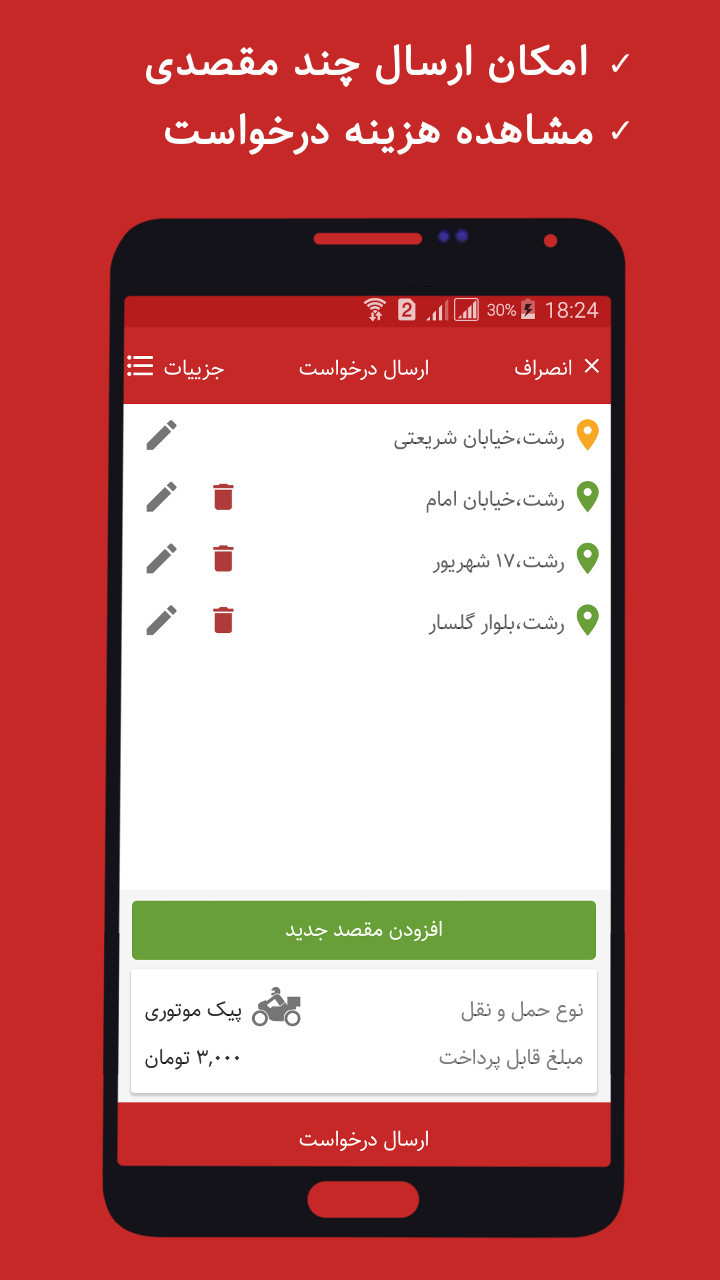 ✓ امکان ارسال چند مقصدی
✓ مشاهده هزینه درخواست
2 30% 18:24
× انصراف ارسال درخواست جزییات
رشت،خیابان شریعتی
رشت،خیابان امام
رشت،۱۷ شهریور
رشت،بلوار گلسار
افزودن مقصد جدید
نوع حمل و نقل پیک موتوری
مبلغ قابل پرداخت ۳,۰۰۰ تومان
ارسال درخواست